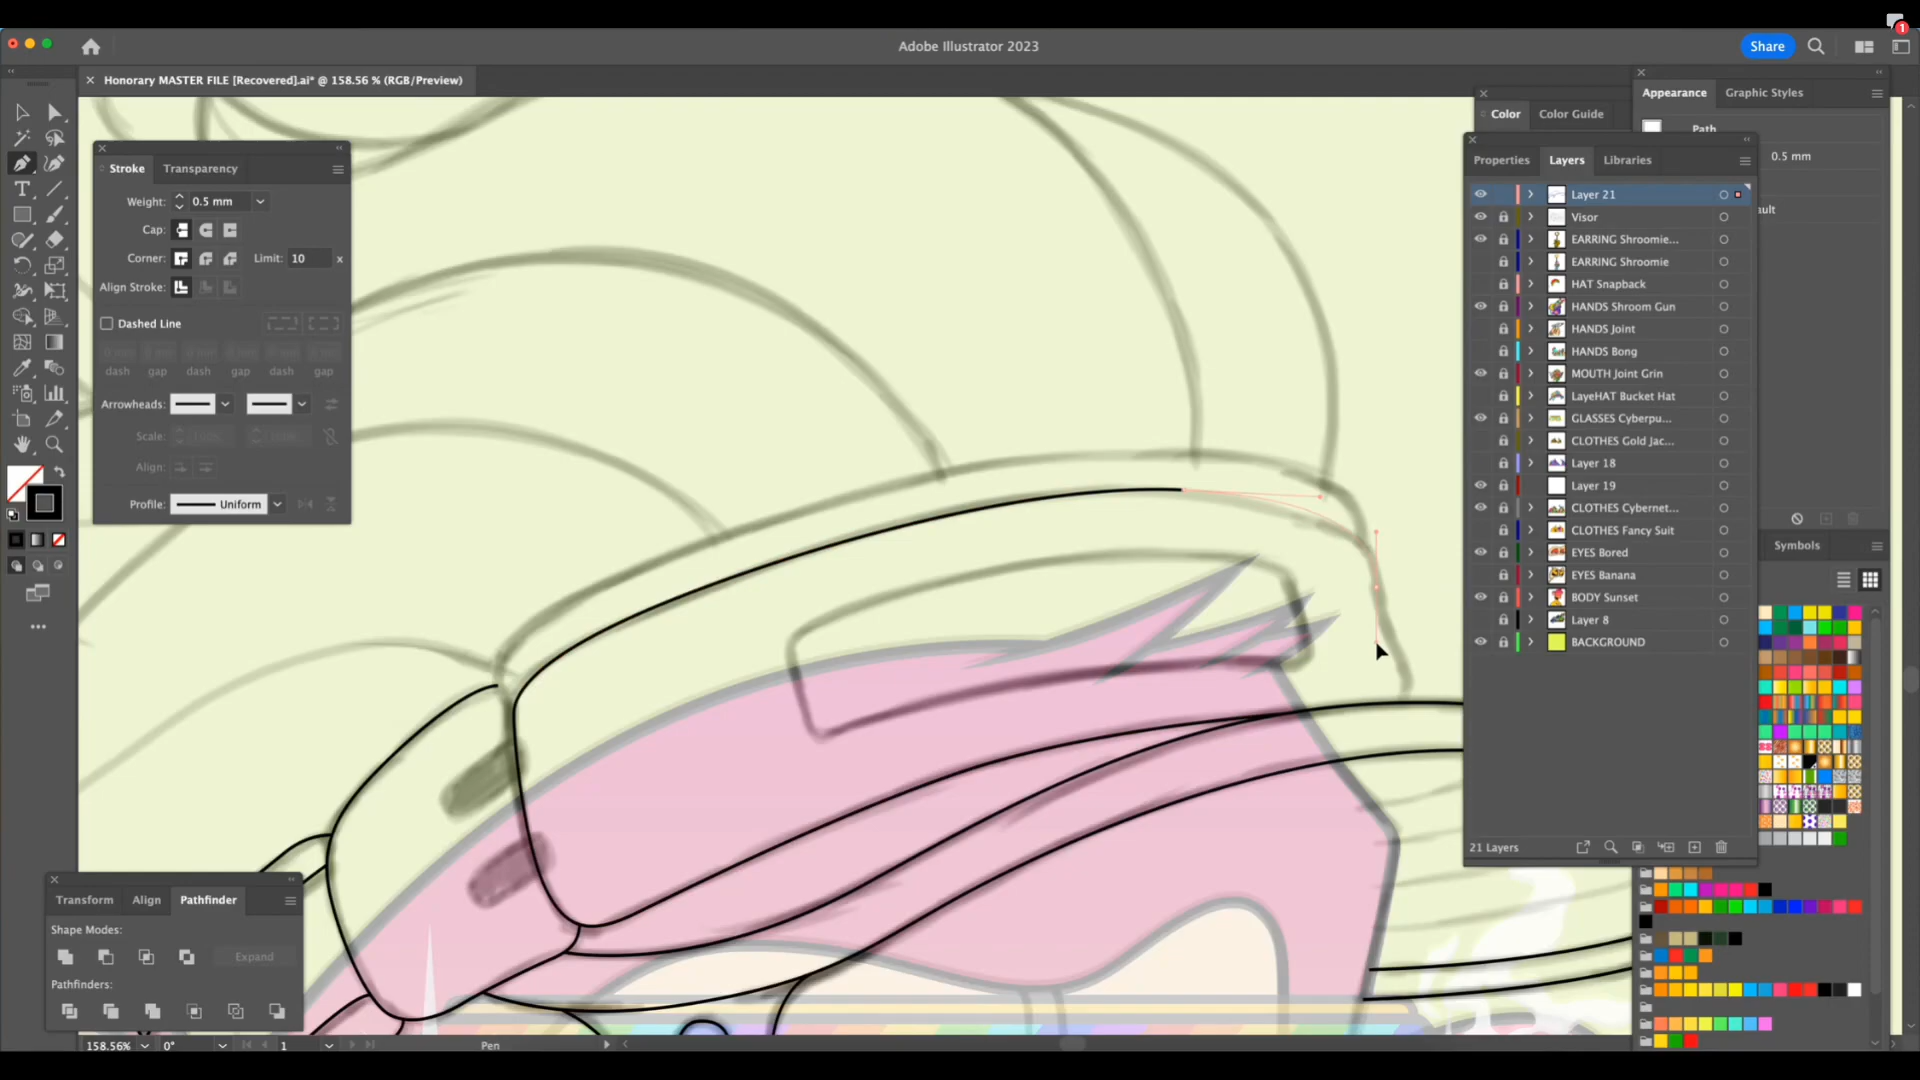 1
Adobe Illustrator 2023
Share
Honorary MASTER FILE [Recovered].ai* @ 158.56 % (RGB/Preview)
Appearance
Graphic Styles
Color
Color Guide
Path
0.5 mm
Properties
Layers
Libraries
Stroke
Transparency
Weight:
0.5 mm
Cap:
Corner:
Limit:
10
x
Align Stroke:
Dashed Line
dash
gap
dash
gap
dash
gap
Arrowheads:
Scale:
100%
Align:
Profile:
Uniform
Layer 21
Visor
EARRING Shroomie...
EARRING Shroomie
HAT Snapback
HANDS Shroom Gun
HANDS Joint
HANDS Bong
MOUTH Joint Grin
LayeHAT Bucket Hat
GLASSES Cyberpu...
CLOTHES Gold Jac...
Layer 18
Layer 19
CLOTHES Cybernet...
CLOTHES Fancy Suit
EYES Bored
EYES Banana
BODY Sunset
Layer 8
BACKGROUND
ault
Symbols
21 Layers
Transform
Align
Pathfinder
Shape Modes:
Expand
Pathfinders:
158.56%
0°
1
Pen